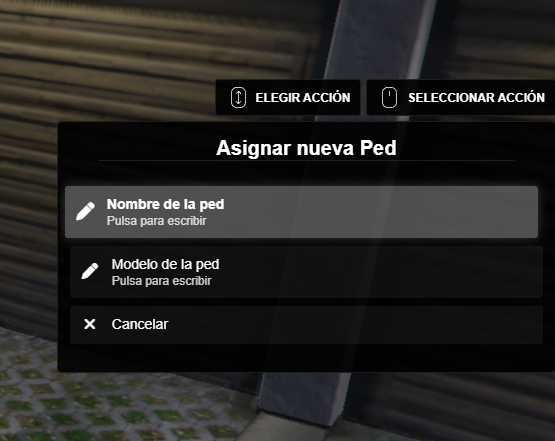 ELEGIR ACCIÓN
SELECCIONAR ACCIÓN
Asignar nueva Ped
Nombre de la ped
Pulsa para escribir
Modelo de la ped
Pulsa para escribir
Cancelar